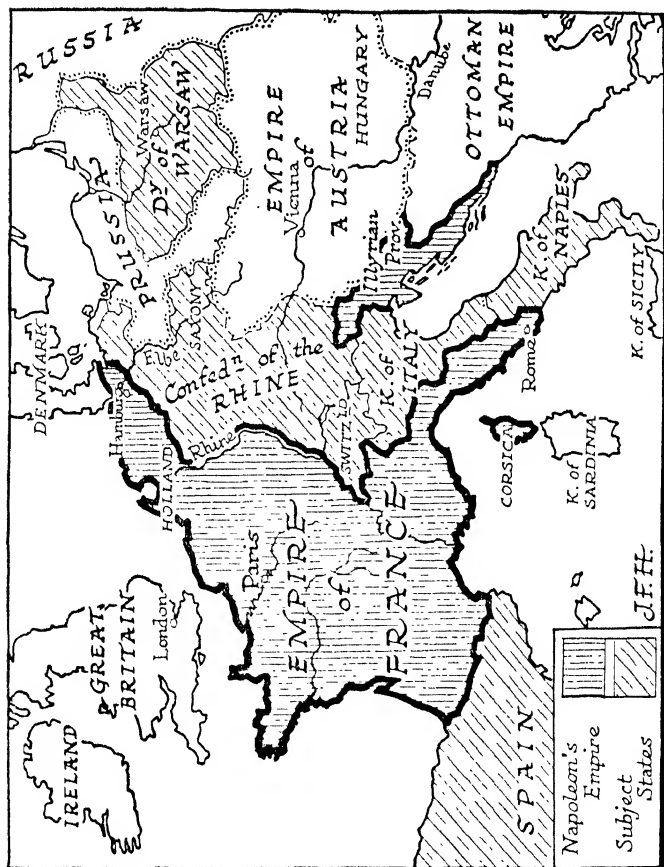 RUSSIA
IRELAND
GREAT
BRITAIN
London
DENMARK
Hamburg
HOLLAND
Elbe
PRUSSIA
Warsaw
Dy of
WARSAW
SAXONY
Rhine
Confedn of the
RHINE
Paris
EMPIRE
of
FRANCE
EMPIRE
Vienna
of
AUSTRIA
HUNGARY
SWITZLD
K. of
ITALY
Illyrian
Prov.
Danube
OTTOMAN
EMPIRE
SPAIN
CORSICA
Rome
K. of
NAPLES
K. of
SARDINIA
K. of SICILY
Napoleon's
Empire
Subject
States
J.F.H.